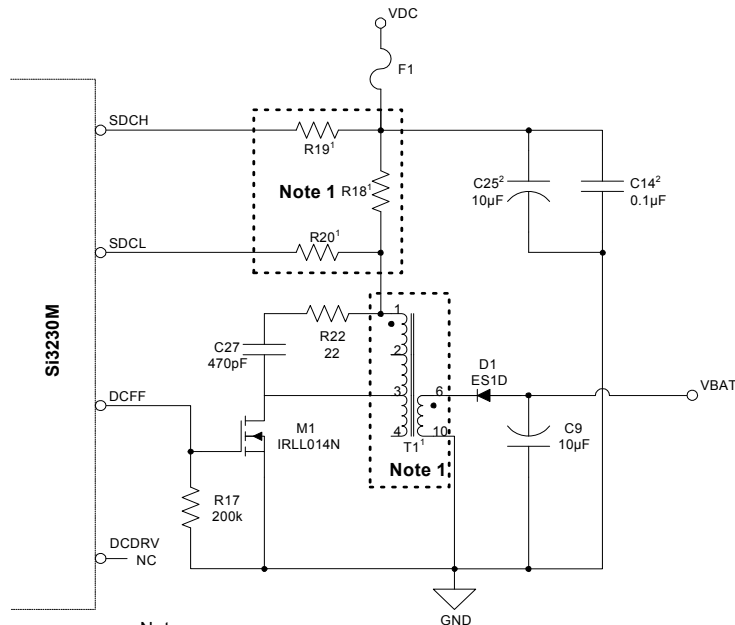 VDC
F1
SDCH
R19¹
Note 1
R18¹
C25²
10µF
C14²
0.1µF
SDCL
R20¹
Si3230M
1
R22
22
C27
470pF
2
D1
ES1D
DCFF
3
6
VBAT
M1
IRLL014N
4
10
C9
10µF
T1¹
Note 1
R17
200k
DCDRV
NC
GND